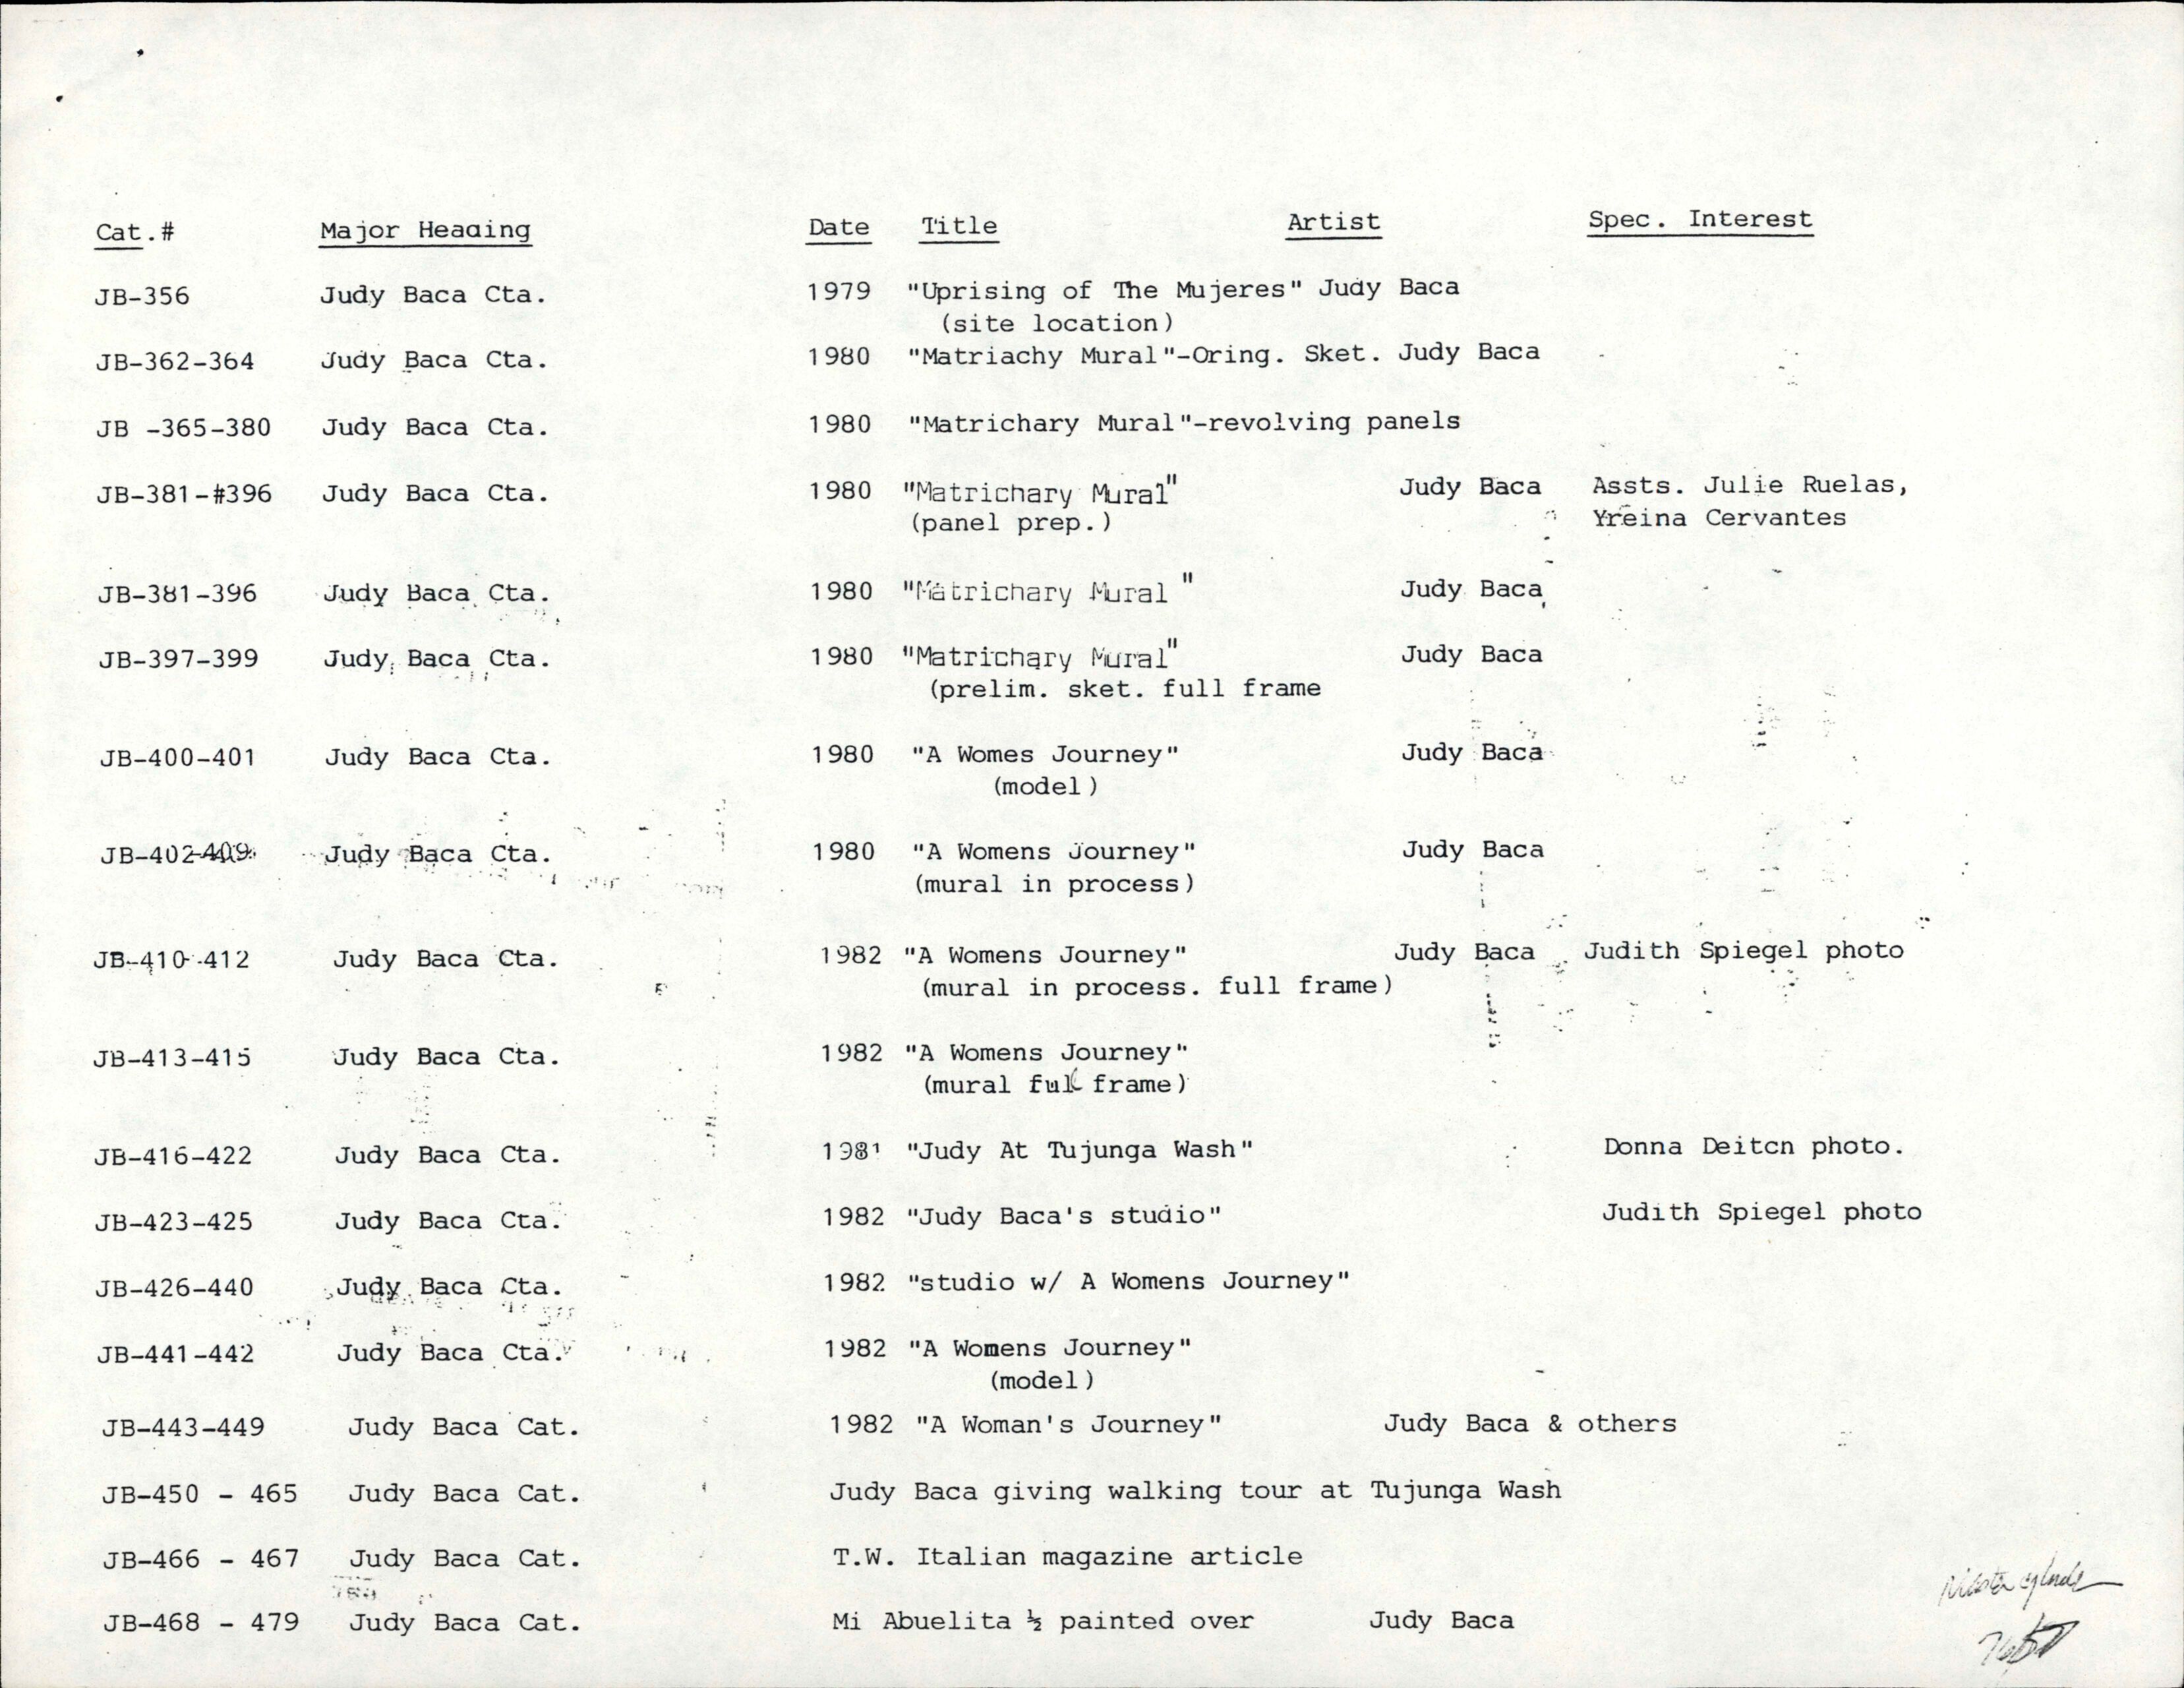 Cat.# Major Heading Date Title Artist Spec. Interest
JB-356 Judy Baca Cta. 1979 "Uprising of The Mujeres" Judy Baca
(site location)
JB-362-364 Judy Baca Cta. 1980 "Matriachy Mural"-Oring. Sket. Judy Baca
JB -365-380 Judy Baca Cta. 1980 "Matrichary Mural"-revolving panels
JB-381-#396 Judy Baca Cta. 1980 "Matrichary Mural" Judy Baca Assts. Julie Ruelas,
(panel prep.) Yreina Cervantes
JB-381-396 Judy Baca Cta. 1980 "Matrichary Mural" Judy Baca
JB-397-399 Judy Baca Cta. 1980 "Matrichary Mural" Judy Baca
(prelim. sket. full frame
JB-400-401 Judy Baca Cta. 1980 "A Womes Journey" Judy Baca
(model)
JB-402-409 Judy Baca Cta. 1980 "A Womens Journey" Judy Baca
(mural in process)
JB-410-412 Judy Baca Cta. 1982 "A Womens Journey" Judy Baca Judith Spiegel photo
(mural in process. full frame)
JB-413-415 Judy Baca Cta. 1982 "A Womens Journey"
(mural full frame)
JB-416-422 Judy Baca Cta. 1981 "Judy At Tujunga Wash" Donna Deitch photo.
JB-423-425 Judy Baca Cta. 1982 "Judy Baca's studio" Judith Spiegel photo
JB-426-440 Judy Baca Cta. 1982 "studio w/ A Womens Journey"
JB-441-442 Judy Baca Cta. 1982 "A Womens Journey"
(model)
JB-443-449 Judy Baca Cat. 1982 "A Woman's Journey" Judy Baca & others
JB-450 - 465 Judy Baca Cat. Judy Baca giving walking tour at Tujunga Wash
JB-466 - 467 Judy Baca Cat. T.W. Italian magazine article
JB-468 - 479 Judy Baca Cat. Mi Abuelita ½ painted over Judy Baca